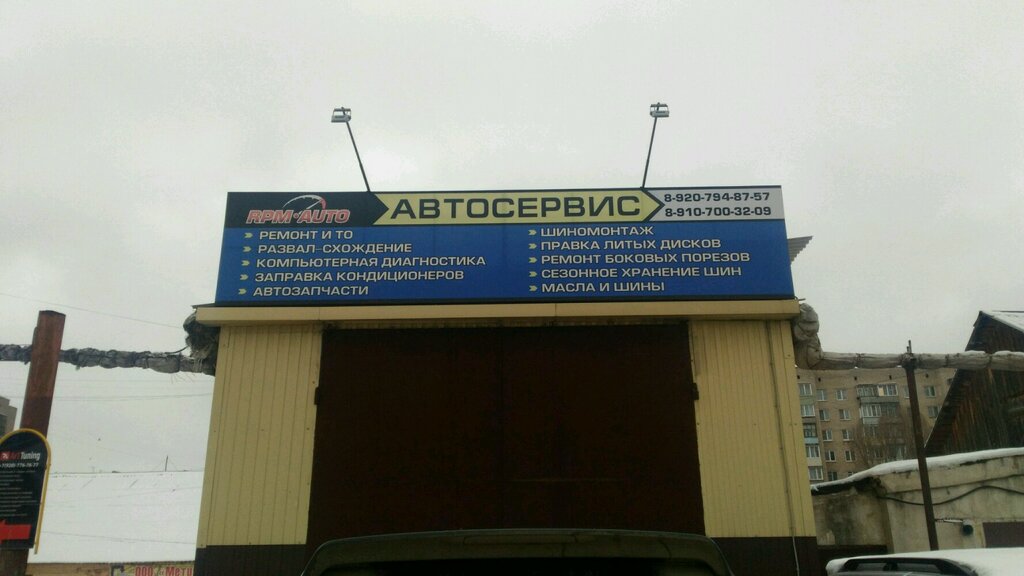 RPM-AUTO
АВТОСЕРВИС
8-920-794-87-57
8-910-700-32-09
» РЕМОНТ И ТО
» РАЗВАЛ-СХОЖДЕНИЕ
» КОМПЬЮТЕРНАЯ ДИАГНОСТИКА
» ЗАПРАВКА КОНДИЦИОНЕРОВ
» АВТОЗАПЧАСТИ
» ШИНОМОНТАЖ
» ПРАВКА ЛИТЫХ ДИСКОВ
» РЕМОНТ БОКОВЫХ ПОРЕЗОВ
» СЕЗОННОЕ ХРАНЕНИЕ ШИН
» МАСЛА И ШИНЫ
Tuning
ООО